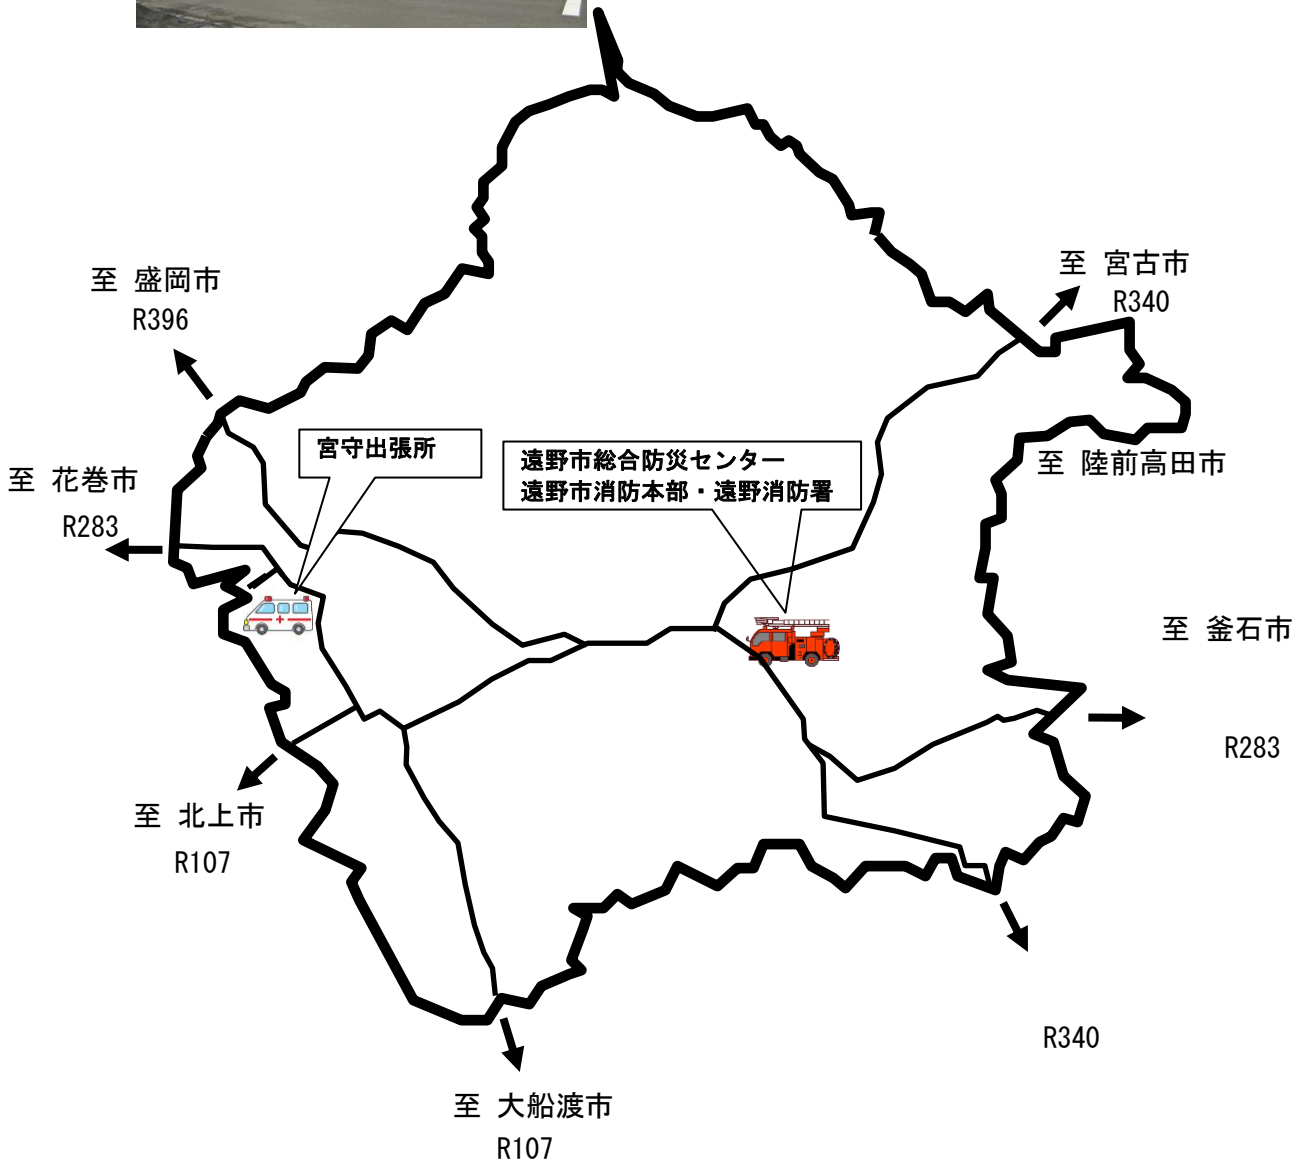 至 盛岡市
R396
至 宮古市
R340
宮守出張所
遠野市総合防災センター
遠野市消防本部・遠野消防署
至 陸前高田市
至 花巻市
R283
至 釜石市
R283
至 北上市
R107
R340
至 大船渡市
R107